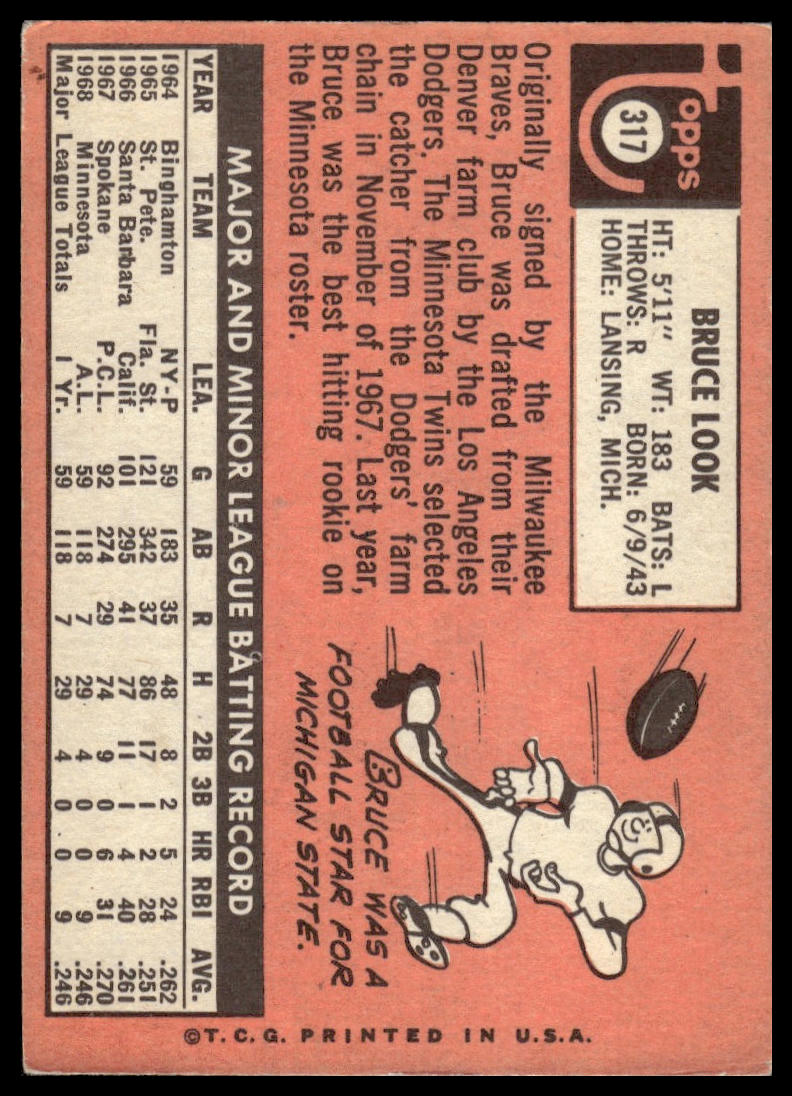 Topps
317
BRUCE LOOK
HT: 5'11" WT: 183 BATS: L
THROWS: R BORN: 6/9/43
HOME: LANSING, MICH.
Originally signed by the Milwaukee
Braves, Bruce was drafted from their
Denver farm club by the Los Angeles
Dodgers. The Minnesota Twins selected
the catcher from the Dodgers' farm
chain in November of 1967. Last year,
Bruce was the best hitting rookie on
the Minnesota roster.
BRUCE WAS A
FOOTBALL STAR FOR
MICHIGAN STATE.
MAJOR AND MINOR LEAGUE BATTING RECORD
YEAR TEAM LEA. G AB R H 2B 3B HR RBI AVG.
1964 Binghamton NY-P 59 183 35 48 8 2 5 24 .262
1965 St. Pete. Fla. St. 121 342 37 86 17 1 2 28 .251
1966 Santa Barbara Calif. 101 295 41 77 11 1 4 40 .261
1967 Spokane P.C.L. 92 274 29 74 9 0 6 31 .270
1968 Minnesota A.L. 59 118 7 29 4 0 0 9 .246
Major League Totals 1 Yr. 59 118 7 29 4 0 0 9 .246
©T.C.G. PRINTED IN U.S.A.